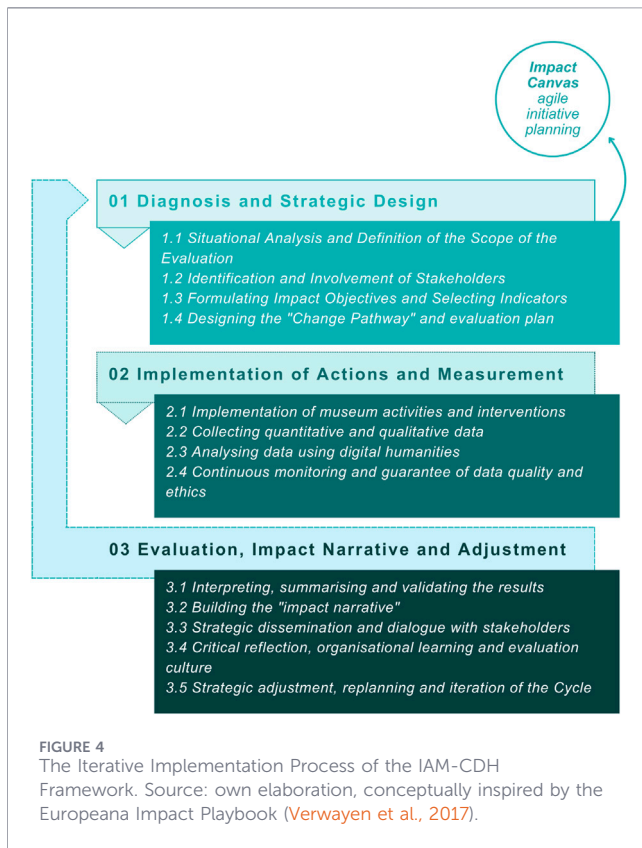 Impact
Canvas
agile
initiative
planning
01 Diagnosis and Strategic Design
1.1 Situational Analysis and Definition of the Scope of the
Evaluation
1.2 Identification and Involvement of Stakeholders
1.3 Formulating Impact Objectives and Selecting Indicators
1.4 Designing the "Change Pathway" and evaluation plan
02 Implementation of Actions and Measurement
2.1 Implementation of museum activities and interventions
2.2 Collecting quantitative and qualitative data
2.3 Analysing data using digital humanities
2.4 Continuous monitoring and guarantee of data quality and
ethics
03 Evaluation, Impact Narrative and Adjustment
3.1 Interpreting, summarising and validating the results
3.2 Building the "impact narrative"
3.3 Strategic dissemination and dialogue with stakeholders
3.4 Critical reflection, organisational learning and evaluation
culture
3.5 Strategic adjustment, replanning and iteration of the Cycle
FIGURE 4
The Iterative Implementation Process of the IAM-CDH
Framework. Source: own elaboration, conceptually inspired by the
Europeana Impact Playbook (Verwayen et al., 2017).